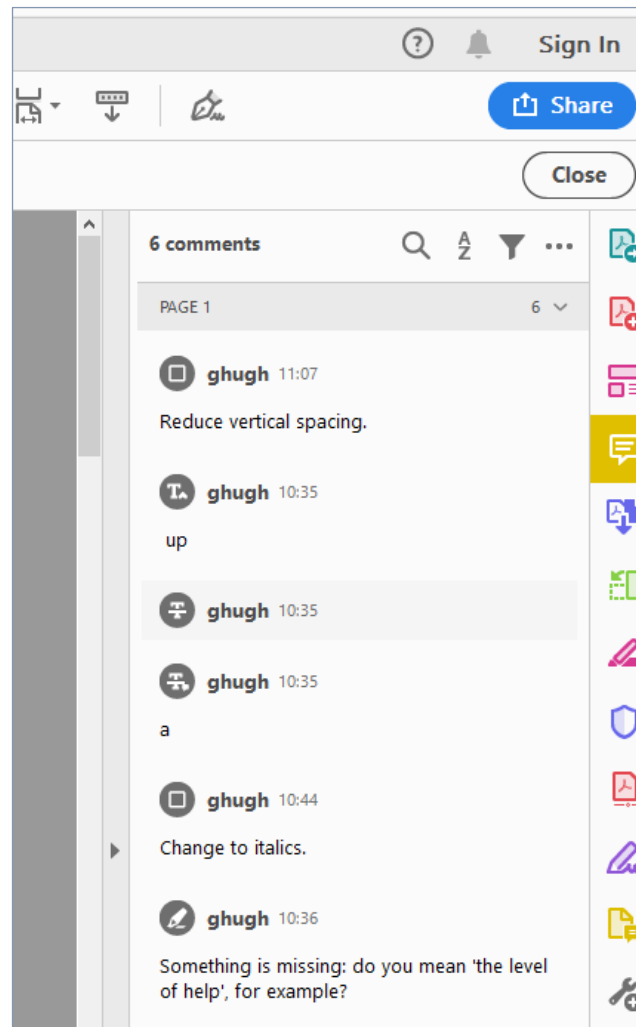 Sign In
Share
Close
6 comments
A
Z
PAGE 1
6
ghugh 11:07
Reduce vertical spacing.
ghugh 10:35
up
ghugh 10:35
ghugh 10:35
a
ghugh 10:44
Change to italics.
ghugh 10:36
Something is missing: do you mean 'the level
of help', for example?